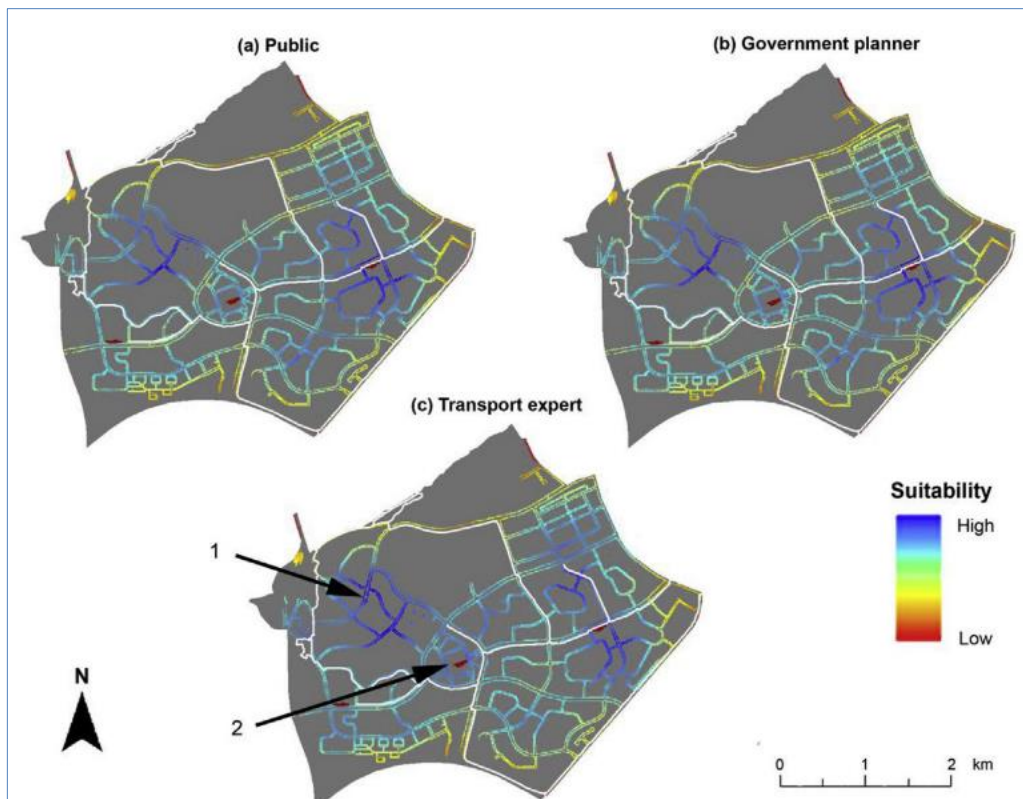 (a) Public
(b) Government planner
(c) Transport expert
Suitability
High
Low
1
2
N
0 1 2 km